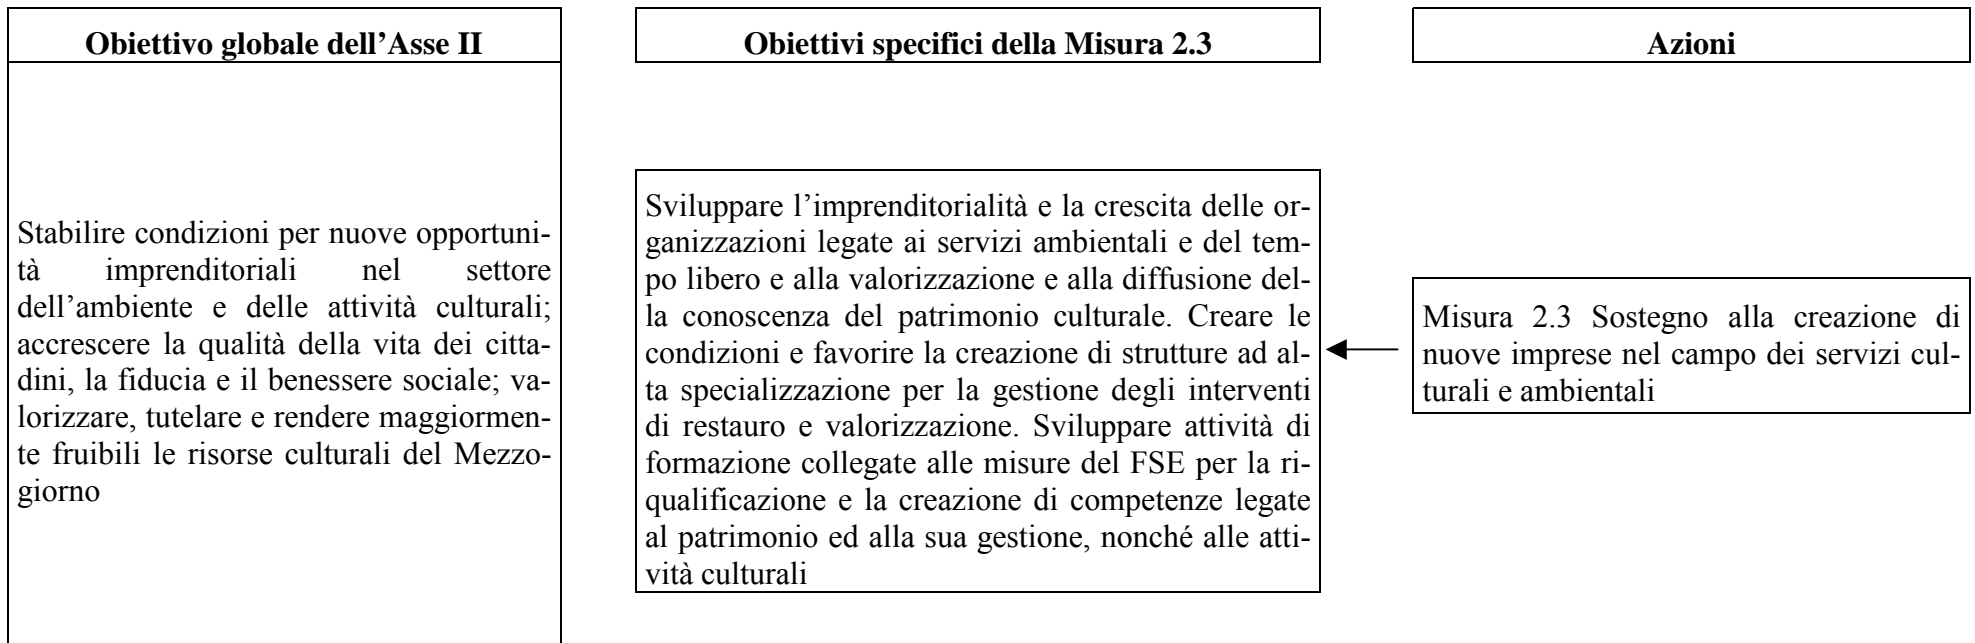 Obiettivo globale dell’Asse II
Stabilire condizioni per nuove opportuni-
tà imprenditoriali nel settore
dell’ambiente e delle attività culturali;
accrescere la qualità della vita dei citta-
dini, la fiducia e il benessere sociale; va-
lorizzare, tutelare e rendere maggiormen-
te fruibili le risorse culturali del Mezzo-
giorno
Obiettivi specifici della Misura 2.3
Sviluppare l’imprenditorialità e la crescita delle or-
ganizzazioni legate ai servizi ambientali e del tem-
po libero e alla valorizzazione e alla diffusione del-
la conoscenza del patrimonio culturale. Creare le
condizioni e favorire la creazione di strutture ad al-
ta specializzazione per la gestione degli interventi
di restauro e valorizzazione. Sviluppare attività di
formazione collegate alle misure del FSE per la ri-
qualificazione e la creazione di competenze legate
al patrimonio ed alla sua gestione, nonché alle atti-
vità culturali
Azioni
Misura 2.3 Sostegno alla creazione di
nuove imprese nel campo dei servizi cul-
turali e ambientali